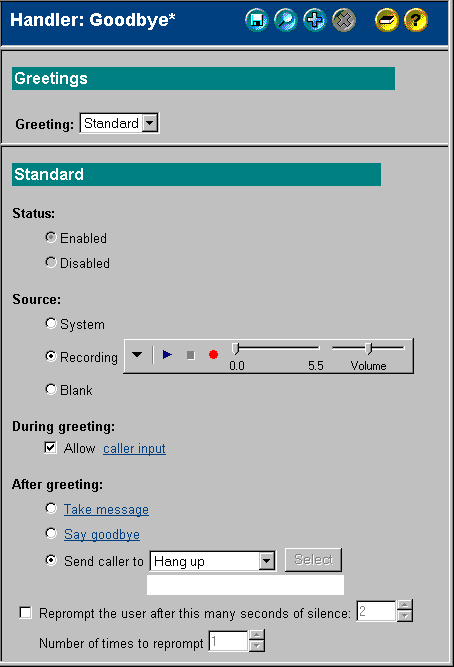 Handler: Goodbye*
?
Greetings
Greeting: Standard
Standard
Status:
Enabled
Disabled
Source:
System
Recording
0.0 5.5 Volume
Blank
During greeting:
Allow caller input
After greeting:
Take message
Say goodbye
Send caller to Hang up Select
Reprompt the user after this many seconds of silence: 2
Number of times to reprompt 1